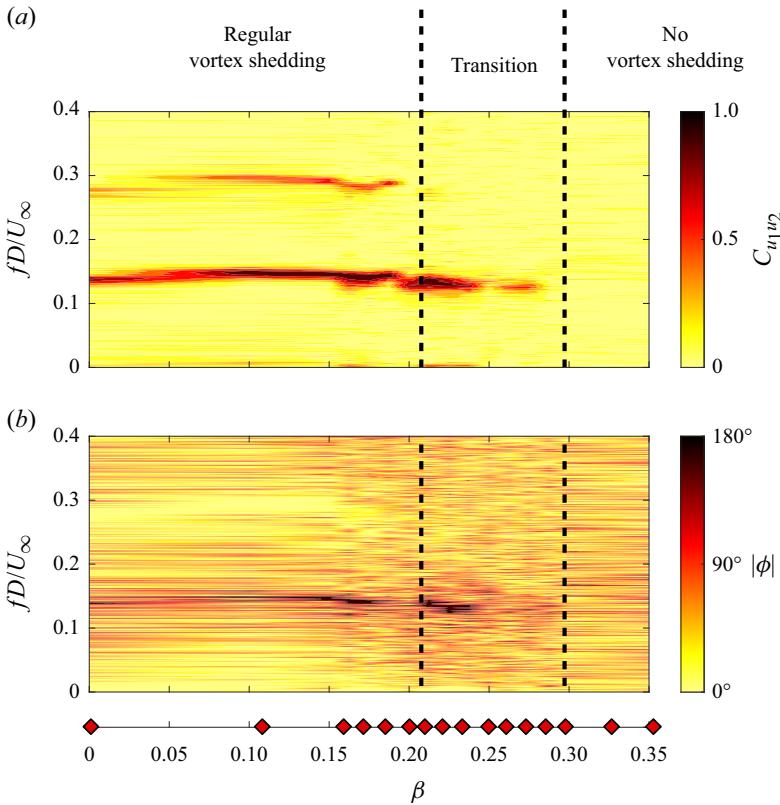 (a)
Regular
vortex shedding
Transition
No
vortex shedding
0.4
0.3
0.2
0.1
0
fD/U∞
1.0
0.5
0
Cu1u2
(b)
0.4
0.3
0.2
0.1
0
fD/U∞
180°
90°
0°
|ϕ|
0 0.05 0.10 0.15 0.20 0.25 0.30 0.35
β